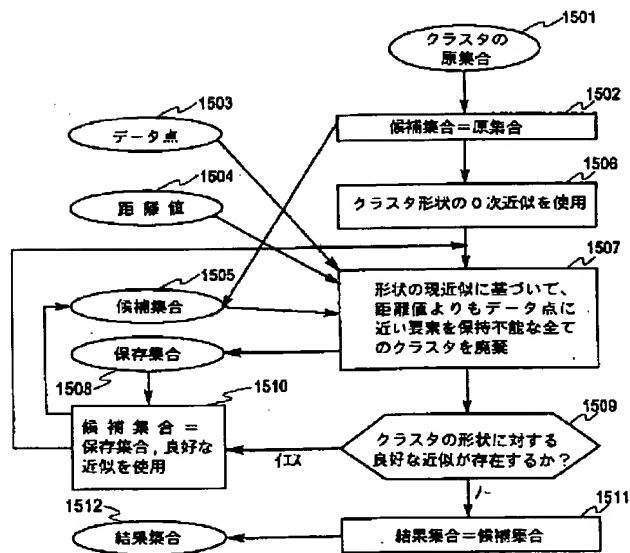 1501
クラスタの
原集合
1502
候補集合=原集合
1503
データ点
1504
距離値
1506
クラスタ形状の0次近似を使用
1507
形状の現近似に基づいて、
距離値よりもデータ点に
近い要素を保持不能な全て
のクラスタを廃棄
1505
候補集合
保存集合
1508
1510
候補集合=
保存集合,良好な
近似を使用
1509
クラスタの形状に対する
良好な近似が存在するか?
イエス
ノー
1511
結果集合=候補集合
1512
結果集合